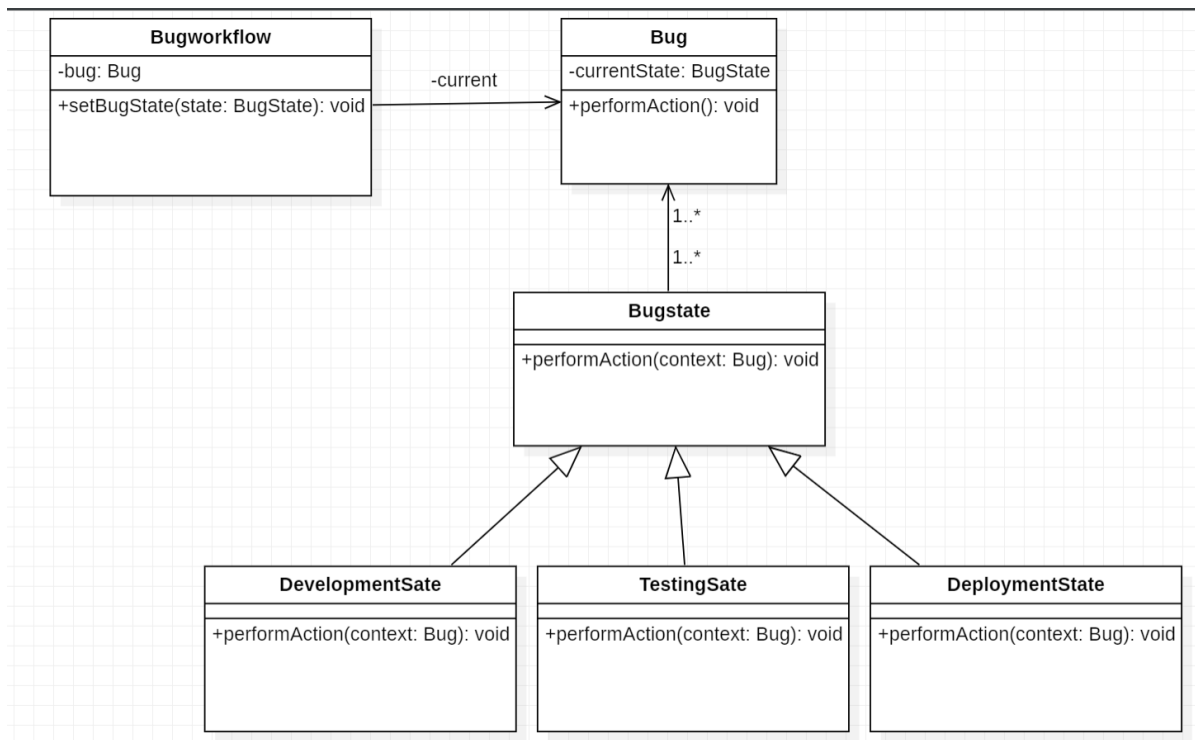 Bugworkflow
-bug: Bug
+setBugState(state: BugState): void
-current
Bug
-currentState: BugState
+performAction(): void
1..*
1..*
Bugstate
+performAction(context: Bug): void
DevelopmentSate
+performAction(context: Bug): void
TestingSate
+performAction(context: Bug): void
DeploymentState
+performAction(context: Bug): void